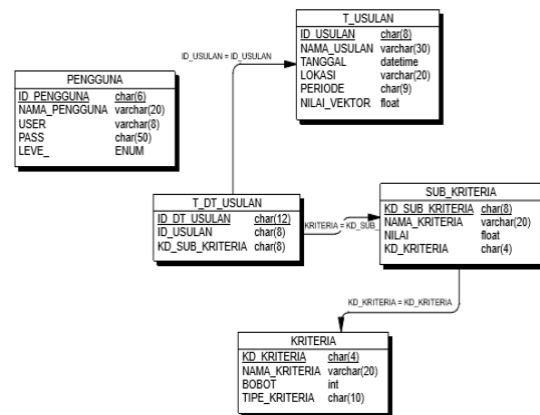 T_USULAN
ID_USULAN char(8)
NAMA_USULAN varchar(30)
TANGGAL datetime
LOKASI varchar(20)
PERIODE char(9)
NILAI_VEKTOR float
ID_USULAN = ID_USULAN
PENGGUNA
ID_PENGGUNA char(6)
NAMA_PENGGUNA varchar(20)
USER varchar(8)
PASS char(50)
LEVE_ ENUM
T_DT_USULAN
ID_DT_USULAN char(12)
ID_USULAN char(8)
KD_SUB_KRITERIA char(8)
KRITERIA = KD_SUB_
SUB_KRITERIA
KD_SUB_KRITERIA char(8)
NAMA_KRITERIA varchar(20)
NILAI float
KD_KRITERIA char(4)
KD_KRITERIA = KD_KRITERIA
KRITERIA
KD_KRITERIA char(4)
NAMA_KRITERIA varchar(20)
BOBOT int
TIPE_KRITERIA char(10)